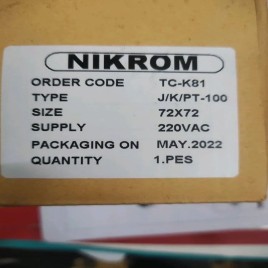 NIKROM
ORDER CODE TC-K81
TYPE J/K/PT-100
SIZE 72X72
SUPPLY 220VAC
PACKAGING ON MAY.2022
QUANTITY 1.PES